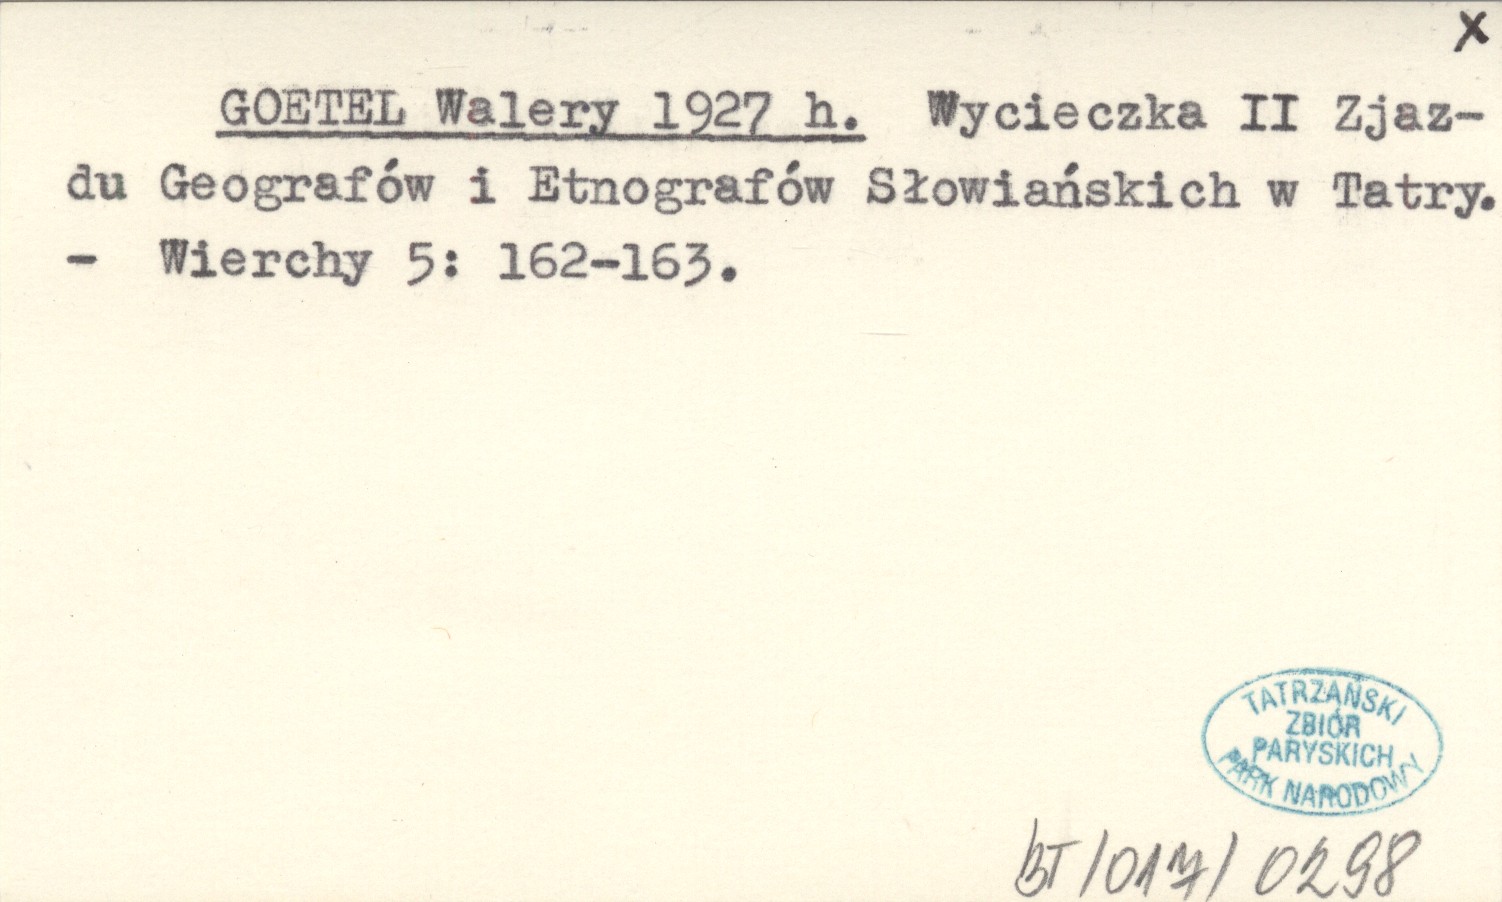 X
GOETEL Walery 1927 h. Wycieczka II Zjaz-
du Geografów i Etnografów Słowiańskich w Tatry.
- Wierchy 5: 162-163.
TATRZAŃSKI
ZBIÓR
PARYSKICH
PARK NARODOWY
BT/017/0298